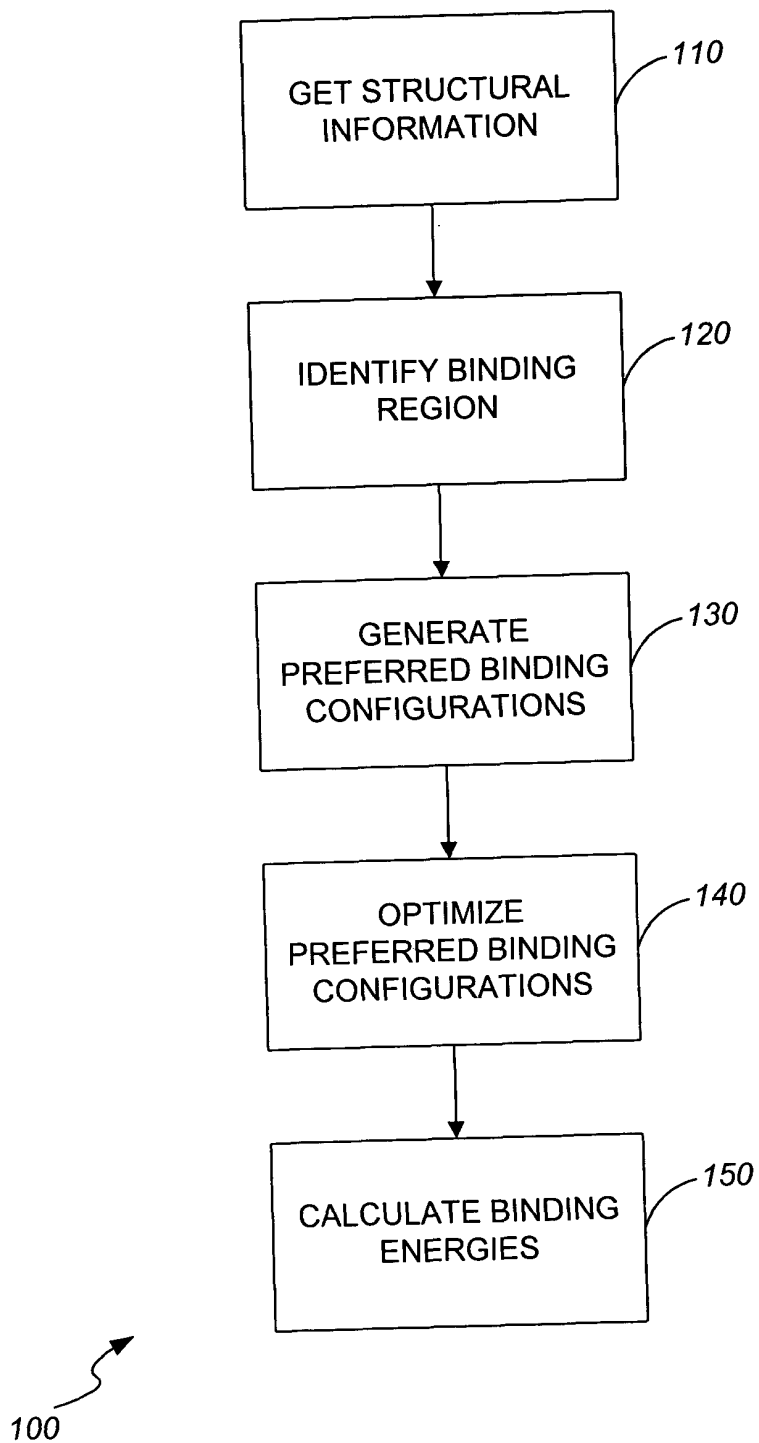 GET STRUCTURAL
INFORMATION
110
IDENTIFY BINDING
REGION
120
GENERATE
PREFERRED BINDING
CONFIGURATIONS
130
OPTIMIZE
PREFERRED BINDING
CONFIGURATIONS
140
CALCULATE BINDING
ENERGIES
150
100